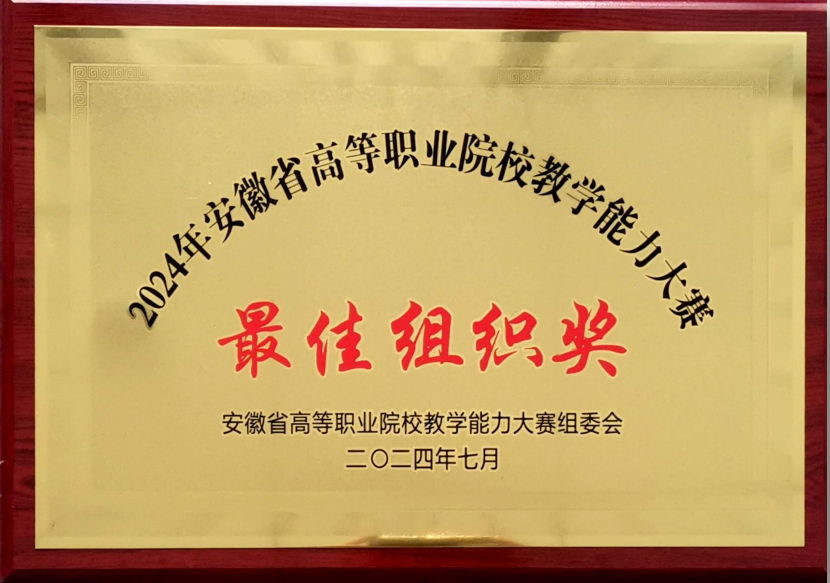 2024年安徽省高等职业院校教学能力大赛
最佳组织奖
安徽省高等职业院校教学能力大赛组委会
二〇二四年七月